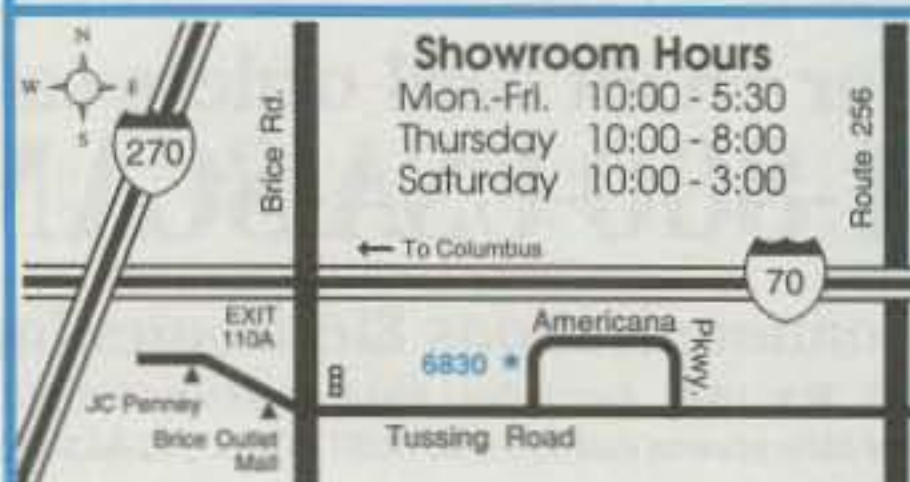 N
W E
S
270
Brice Rd.
Showroom Hours
Mon.-Fri. 10:00 - 5:30
Thursday 10:00 - 8:00
Saturday 10:00 - 3:00
Route 256
To Columbus
70
EXIT
110A
Americana
Pkwy.
6830 *
JC Penney
Brice Outlet
Mall
Tussing Road